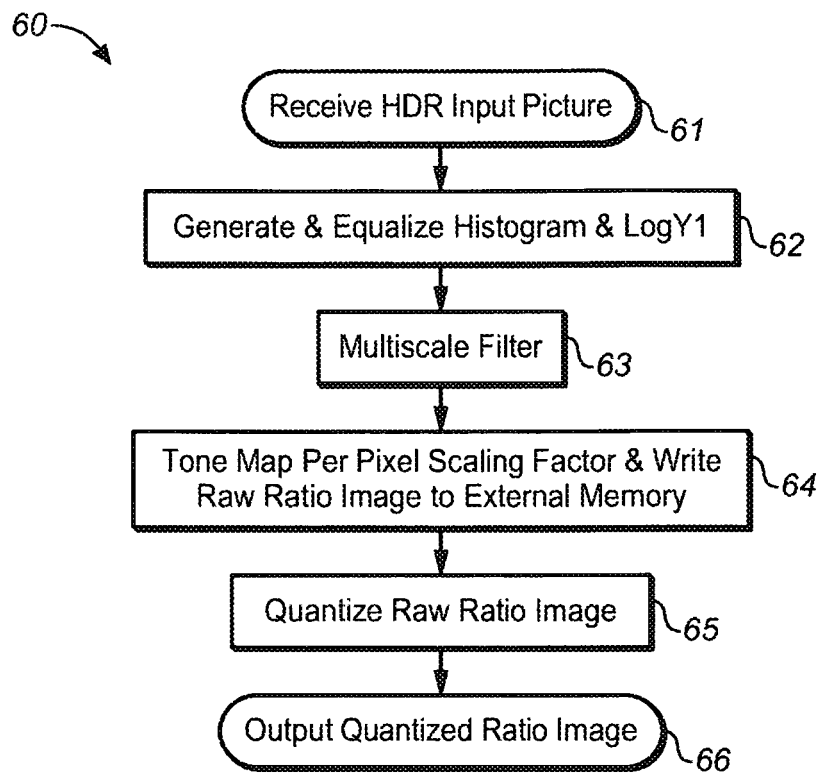 60
Receive HDR Input Picture
61
Generate & Equalize Histogram & LogY1
62
Multiscale Filter
63
Tone Map Per Pixel Scaling Factor & Write
Raw Ratio Image to External Memory
64
Quantize Raw Ratio Image
65
Output Quantized Ratio Image
66